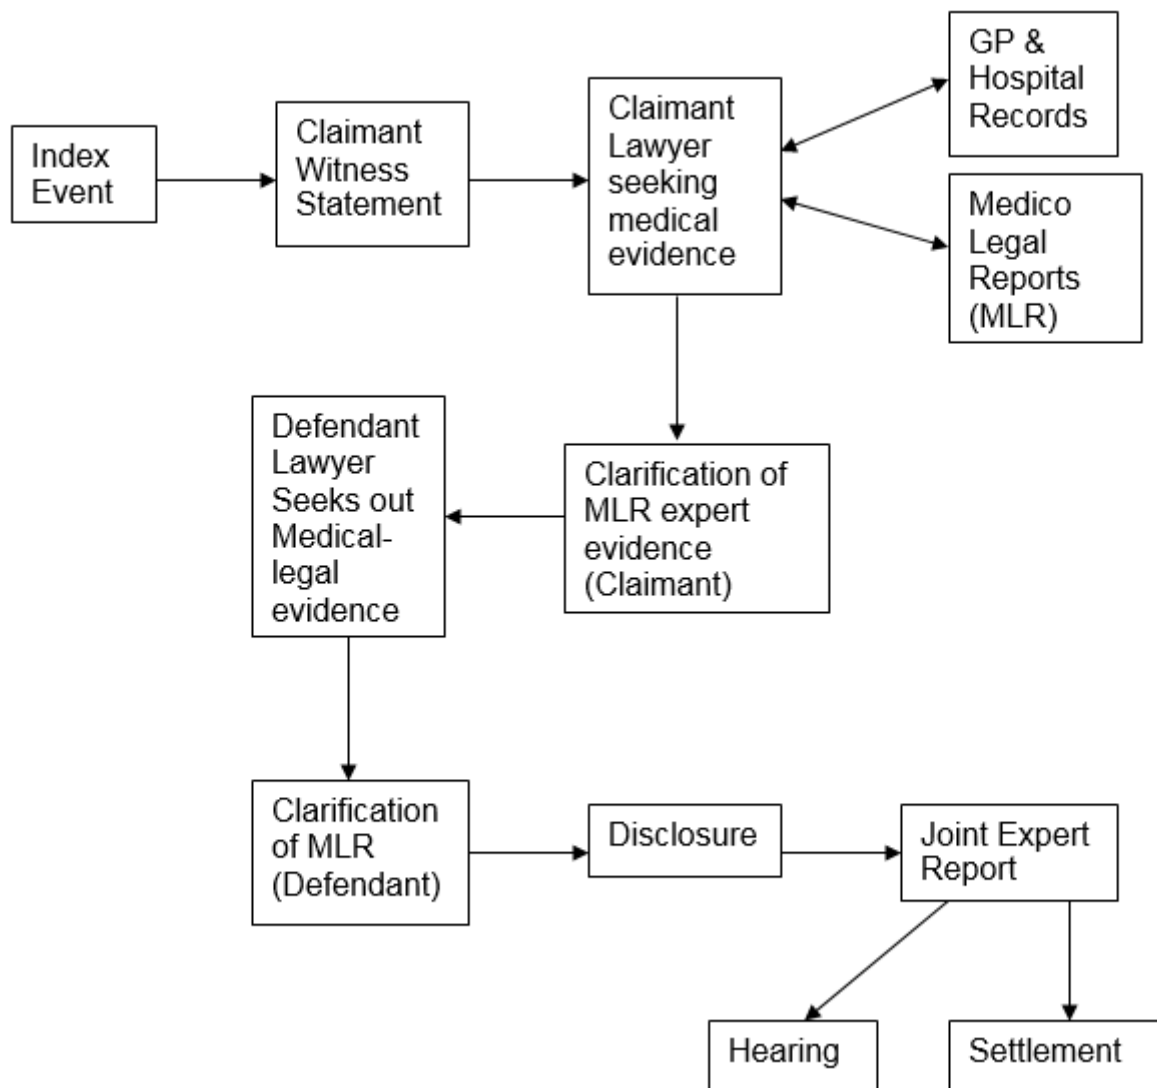 Index
Event
Claimant
Witness
Statement
Claimant
Lawyer
seeking
medical
evidence
GP &
Hospital
Records
Medico
Legal
Reports
(MLR)
Defendant
Lawyer
Seeks out
Medical-
legal
evidence
Clarification of
MLR expert
evidence
(Claimant)
Clarification
of MLR
(Defendant)
Disclosure
Joint Expert
Report
Hearing
Settlement